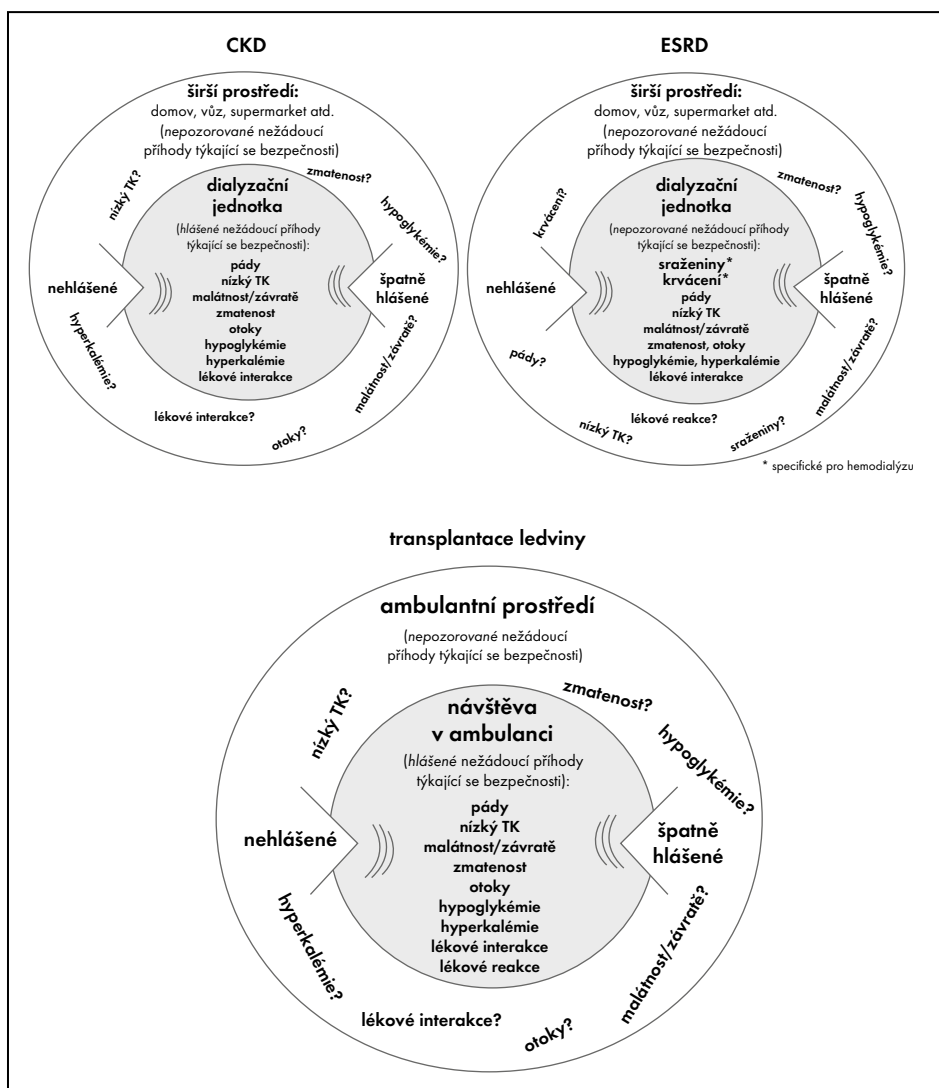 CKD
širší prostředí:
domov, vůz, supermarket atd.
(nepozorované nežádoucí
příhody týkající se bezpečnosti)
nízký TK?
zmatenost?
hypoglykémie?
dialyzační
jednotka
(hlášené nežádoucí příhody
týkající se bezpečnosti):
pády
nízký TK
malátnost/závratě
zmatenost
otoky
hypoglykémie
hyperkalémie
lékové interakce
nehlášené
špatně
hlášené
hyperkalémie?
malátnost/závratě?
lékové interakce?
otoky?
ESRD
širší prostředí:
domov, vůz, supermarket atd.
(nepozorované nežádoucí
příhody týkající se bezpečnosti)
krvácení?
zmatenost?
hypoglykémie?
dialyzační
jednotka
(nepozorované nežádoucí příhody
týkající se bezpečnosti):
sraženiny*
krvácení*
pády
nízký TK
malátnost/závratě
zmatenost, otoky
hypoglykémie, hyperkalémie
lékové interakce
nehlášené
špatně
hlášené
pády?
malátnost/závratě?
lékové reakce?
nízký TK?
sraženiny?
* specifické pro hemodialýzu
transplantace ledviny
ambulantní prostředí
(nepozorované nežádoucí
příhody týkající se bezpečnosti)
nízký TK?
zmatenost?
hypoglykémie?
návštěva
v ambulanci
(hlášené nežádoucí příhody
týkající se bezpečnosti):
pády
nízký TK
malátnost/závratě
zmatenost
otoky
hypoglykémie
hyperkalémie
lékové interakce
lékové reakce
nehlášené
špatně
hlášené
hyperkalémie?
malátnost/závratě?
lékové interakce?
otoky?